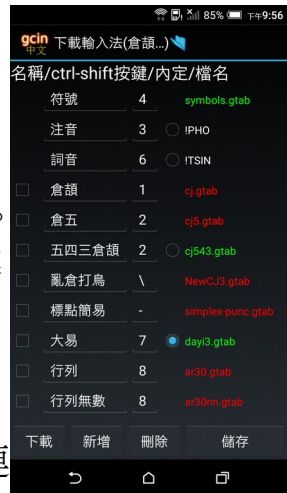 85% 下午9:56
gcin 中文 下載輸入法(倉頡...)
名稱/ctrl-shift按鍵/內定/檔名
符號 4 symbols.gtab
注音 3 !PHO
詞音 6 !TSIN
倉頡 1 cj.gtab
倉五 2 cj5.gtab
五四三倉頡 2 cj543.gtab
亂倉打鳥 \ NewCJ3.gtab
標點簡易 - simplex-punc.gtab
大易 7 dayi3.gtab
行列 8 ar30.gtab
行列無數 8 ar30nn.gtab
下載 新增 刪除 儲存